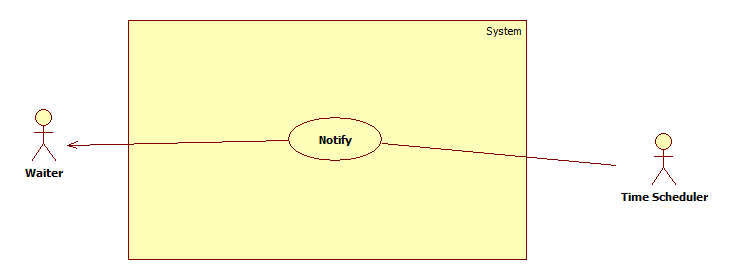 System
Notify
Waiter
Time Scheduler